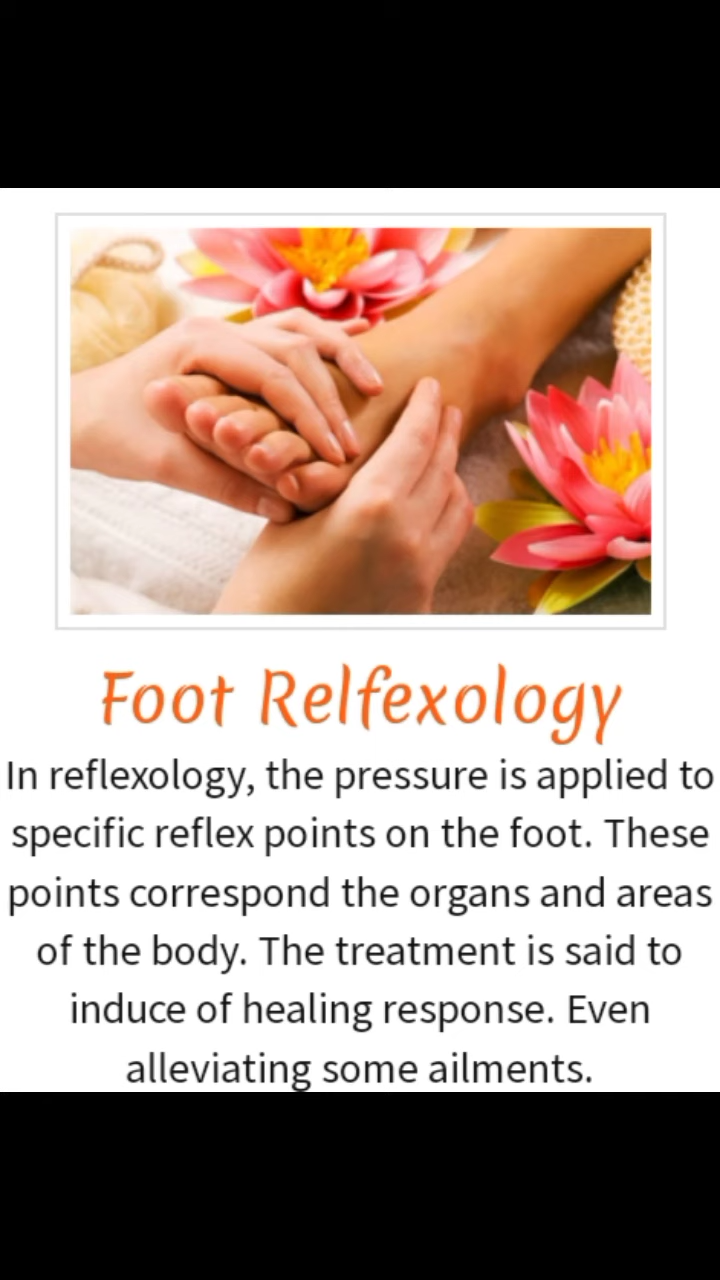 Foot Relfexology
In reflexology, the pressure is applied to
specific reflex points on the foot. These
points correspond the organs and areas
of the body. The treatment is said to
induce of healing response. Even
alleviating some ailments.